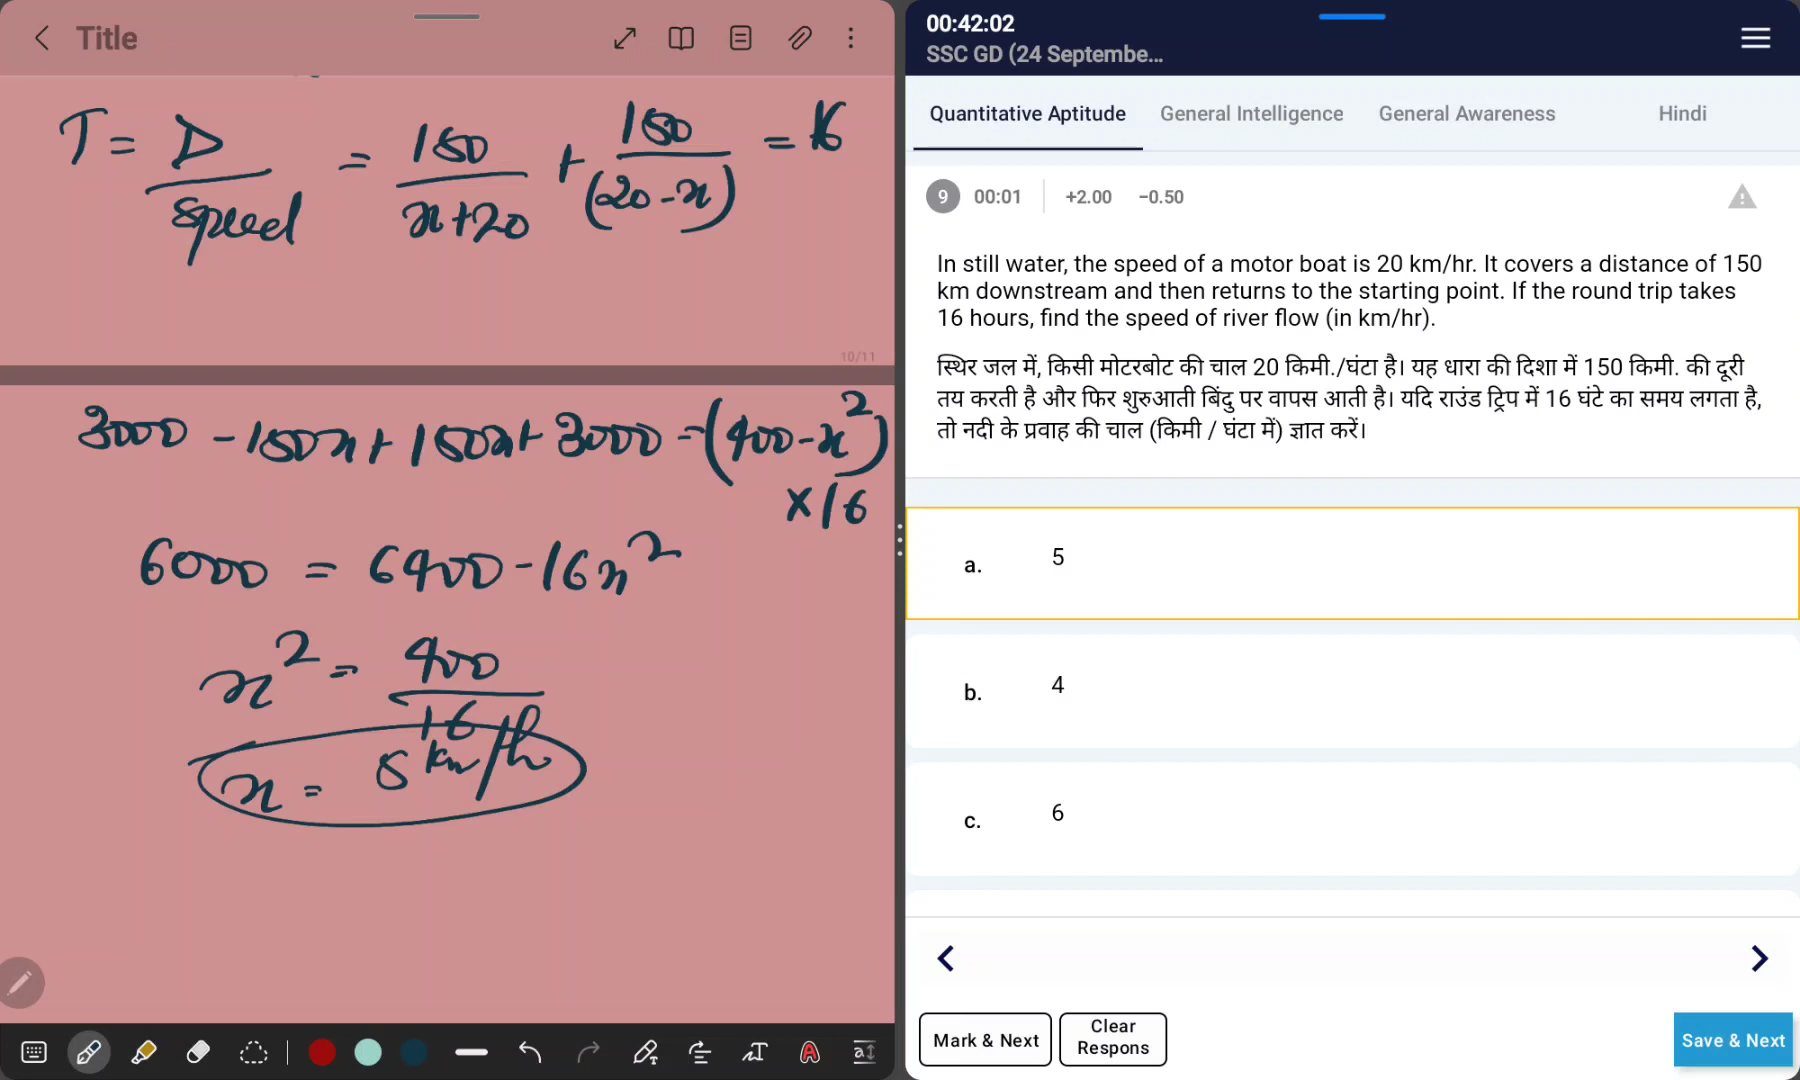 Title
T = D / speed = 150 / x+20 + 150 / (20-x) = 16
10/11
3000 - 150x + 150x + 3000 = (400-x²)
×16
6000 = 6400 - 16x²
x² = 400 / 16
x = 5 km/h
00:42:02
SSC GD (24 Septembe...
Quantitative Aptitude General Intelligence General Awareness Hindi
9 00:01 +2.00 −0.50
In still water, the speed of a motor boat is 20 km/hr. It covers a distance of 150
km downstream and then returns to the starting point. If the round trip takes
16 hours, find the speed of river flow (in km/hr).
स्थिर जल में, किसी मोटरबोट की चाल 20 किमी./घंटा है। यह धारा की दिशा में 150 किमी. की दूरी
तय करती है और फिर शुरुआती बिंदु पर वापस आती है। यदि राउंड ट्रिप में 16 घंटे का समय लगता है,
तो नदी के प्रवाह की चाल (किमी / घंटा में) ज्ञात करें।
a. 5
b. 4
c. 6
Mark & Next
Clear
Respons
Save & Next